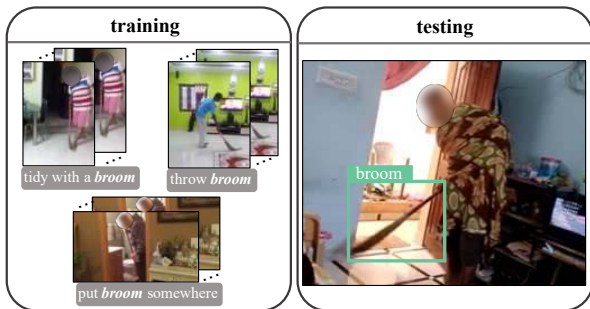 training
tidy with a broom
throw broom
put broom somewhere
testing
broom